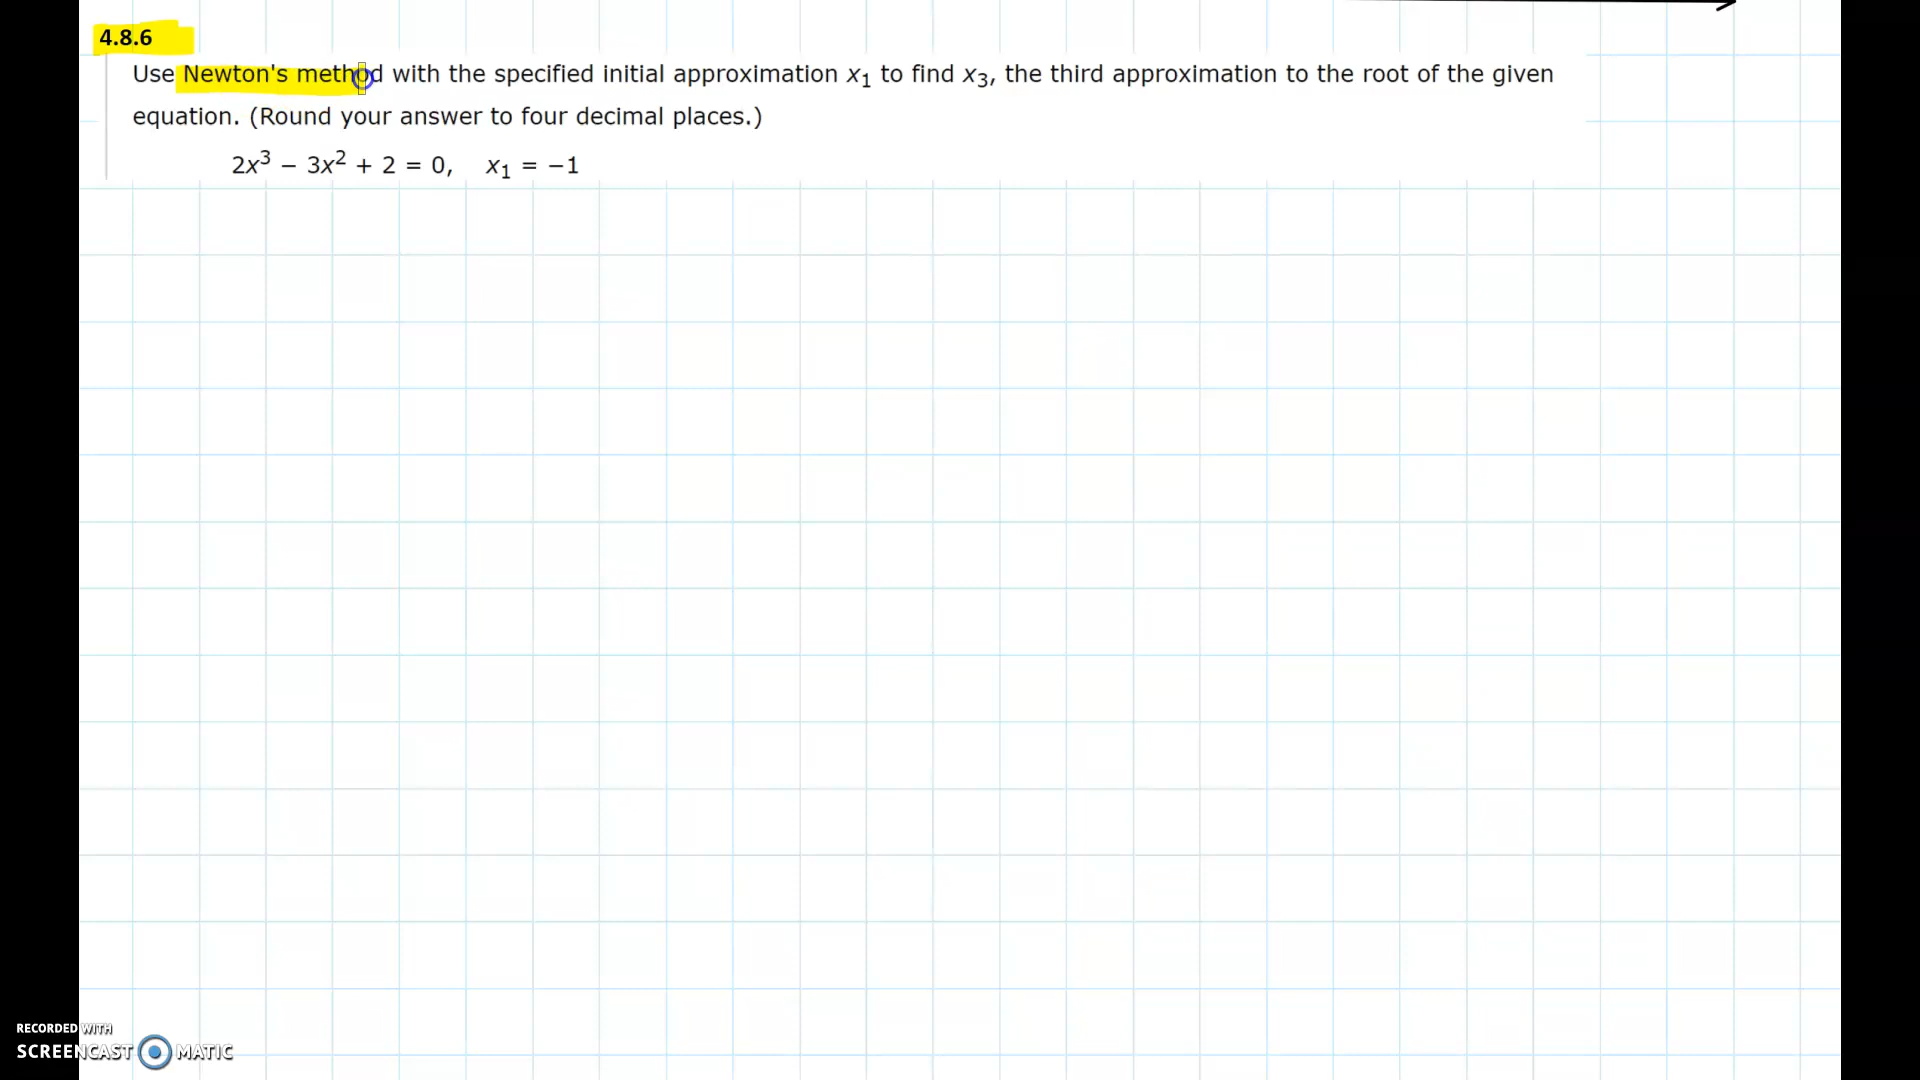 4.8.6
Use Newton's method with the specified initial approximation x₁ to find x₃, the third approximation to the root of the given
equation. (Round your answer to four decimal places.)
2x³ − 3x² + 2 = 0, x₁ = −1
RECORDED WITH
SCREENCAST MATIC